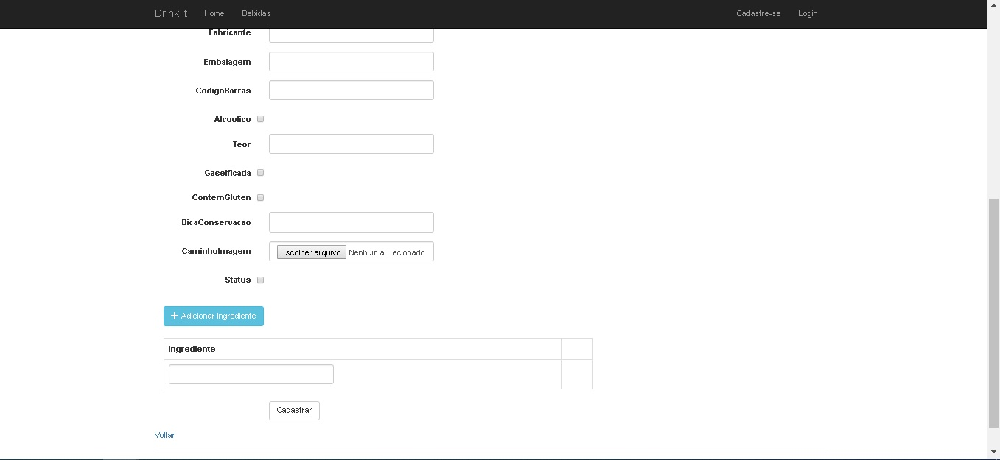 Drink It Home Bebidas Cadastre-se Login
Fabricante
Embalagem
CodigoBarras
Alcoolico
Teor
Gaseificada
ContemGluten
DicaConservacao
CaminhoImagem Escolher arquivo Nenhum a...ecionado
Status
Adicionar Ingrediente
Ingrediente
Cadastrar
Voltar